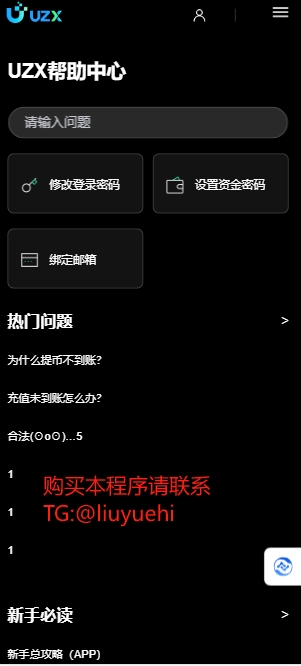 UZX
UZX帮助中心
请输入问题
修改登录密码
设置资金密码
绑定邮箱
热门问题 >
为什么提币不到账?
充值未到账怎么办?
合法(⊙o⊙)...5
1
购买本程序请联系
1
TG:@liuyuehi
1
新手必读 >
新手总攻略（APP）